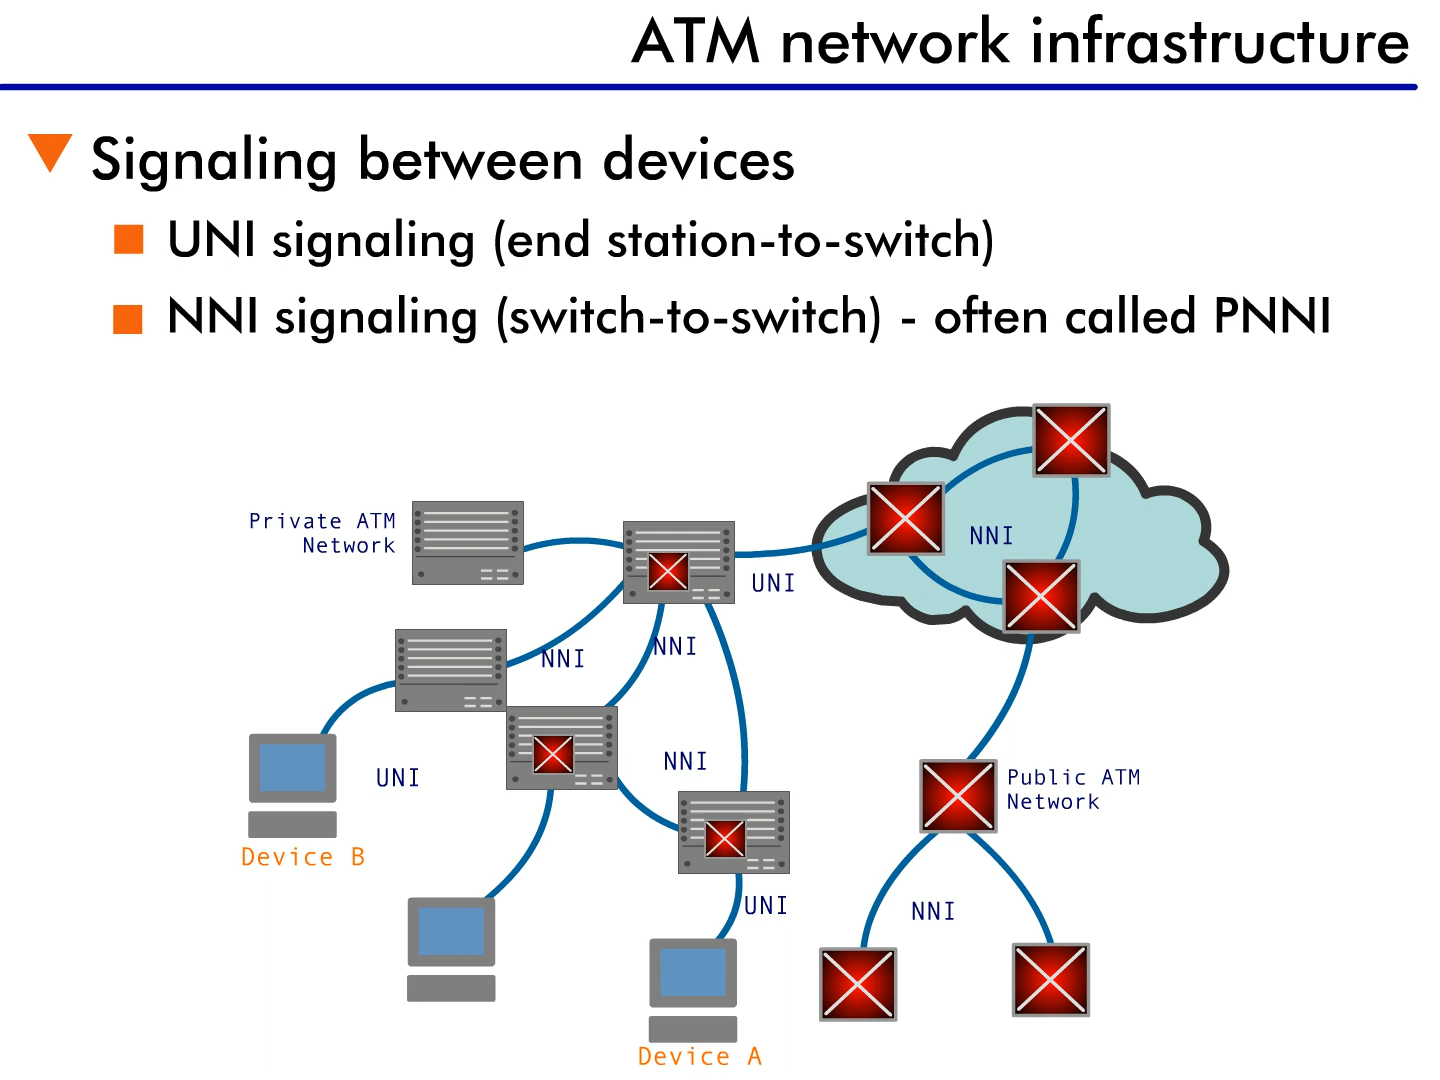 ATM network infrastructure
Signaling between devices
UNI signaling (end station-to-switch)
NNI signaling (switch-to-switch) - often called PNNI
Private ATM
Network
NNI
UNI
NNI
NNI
UNI
NNI
Public ATM
Network
Device B
UNI
NNI
Device A